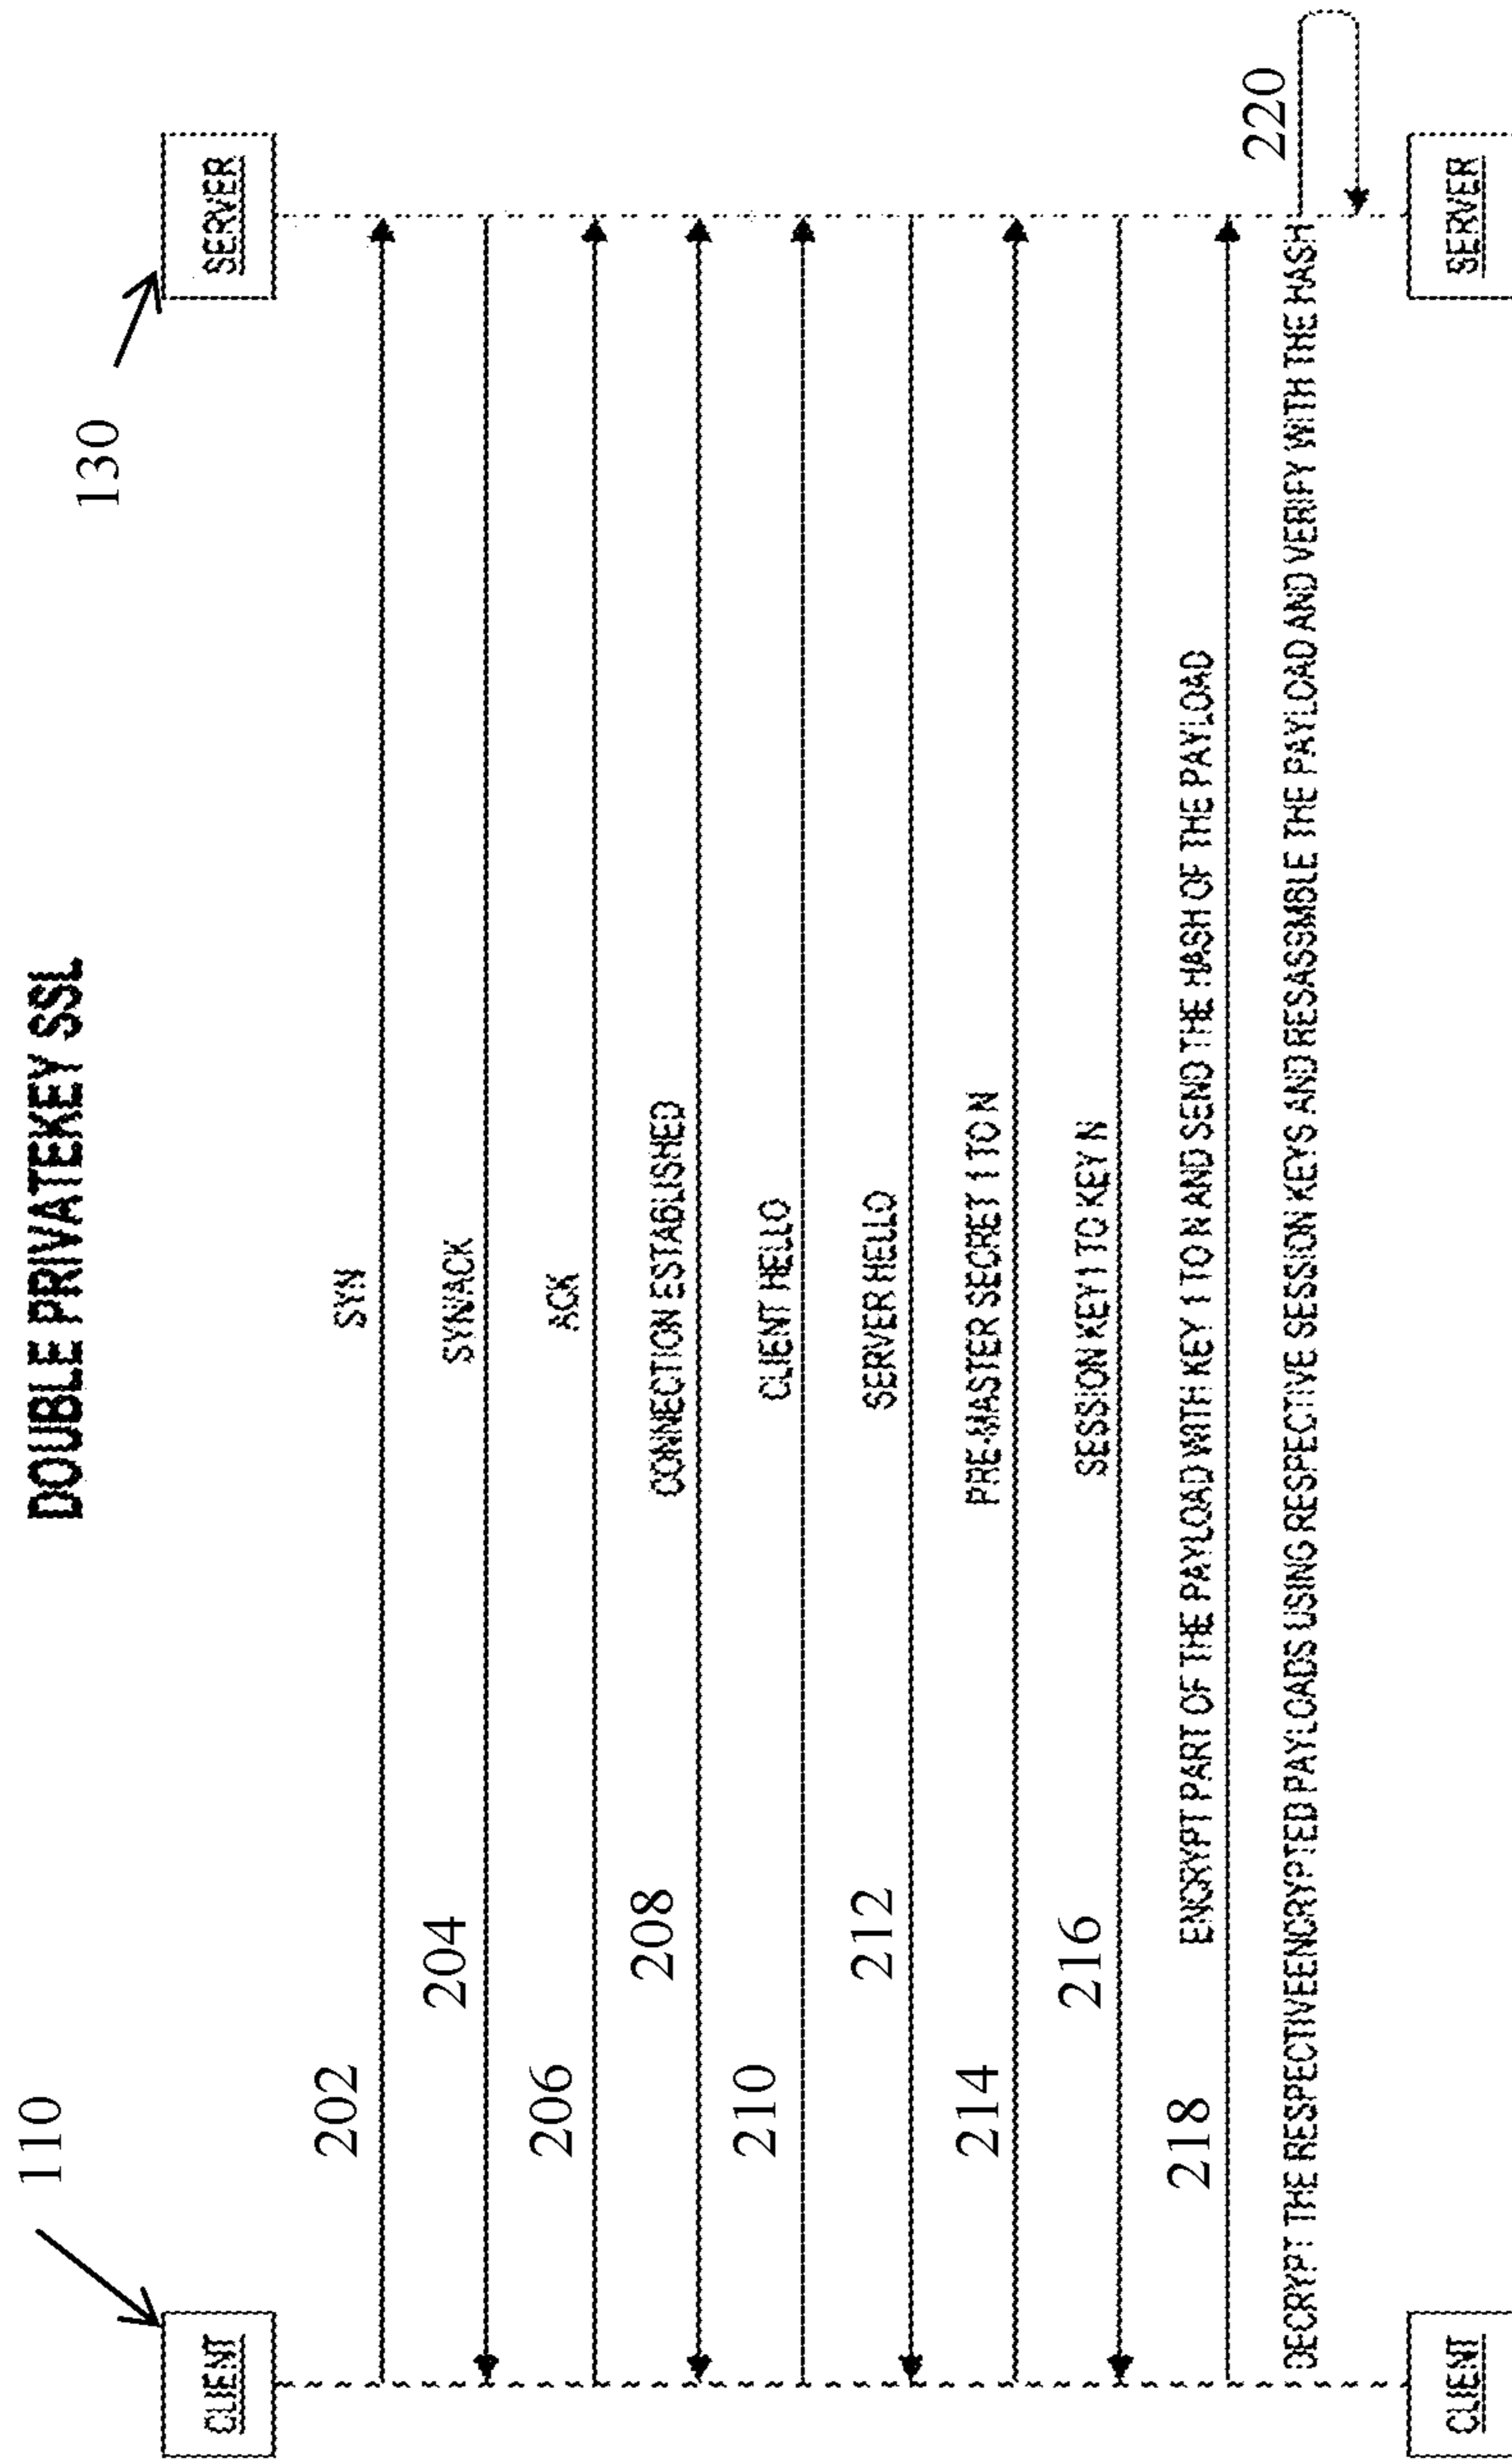 DOUBLE PRIVATEKEY SSL
110
130
CLIENT
SERVER
SYN
202
SYN/ACK
204
ACK
206
CONNECTION ESTABLISHED
208
CLIENT HELLO
210
SERVER HELLO
212
PRE-MASTER SECRET 1 TO N
214
SESSION KEY 1 TO KEY N
216
ENCRYPT PART OF THE PAYLOAD WITH KEY 1 TO N AND SEND THE HASH OF THE PAYLOAD
218
220
DECRYPT THE RESPECTIVEENCRYPTED PAYLOADS USING RESPECTIVE SESSION KEYS AND RESASSMBLE THE PAYLOAD AND VERIFY WITH THE HASH
CLIENT
SERVER